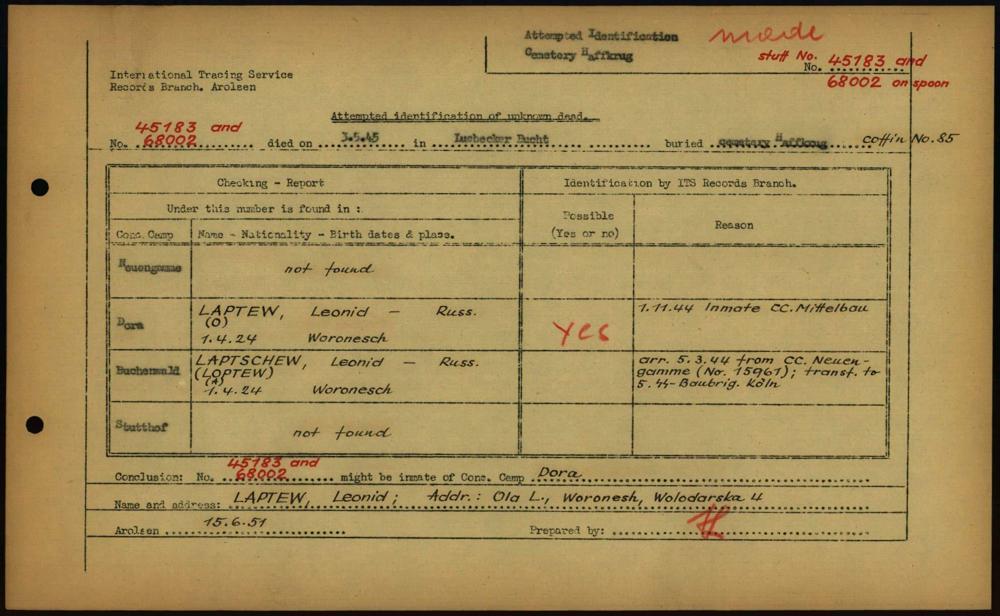 Attempted Identification made
Cemetery Haffkrug
stuff No. 45183 and
No. 68002 on spoon
International Tracing Service
Records Branch. Arolsen
Attempted identification of unknown dead.
45183 and
No. 68002 died on 3.5.45 in Luebecker Bucht buried cemetary Haffkrug coffin No. 85
Checking - Report
Identification by ITS Records Branch.
Under this number is found in :
Possible
(Yes or no)
Reason
Conc. Camp
Name - Nationality - Birth dates & place.
Neuengamme
not found
Dora
LAPTEW, Leonid - Russ.
(O)
1.4.24 Woronesch
Yes
1.11.44 Inmate CC. Mittelbau
Buchenwald
LAPTSCHEW, Leonid - Russ.
(LOPTEW)
(A)
1.4.24 Woronesch
arr. 5.3.44 from CC. Neuen-
gamme (No. 15961); transf. to
5. SS-Baubrig. Köln
Stutthof
not found
45183 and
Conclusion: No. 68002 might be inmate of Conc. Camp Dora
Name and address: LAPTEW, Leonid; Addr.: Ola L., Woronesh, Wolodarska 4
Arolsen 15.6.51
Prepared by: